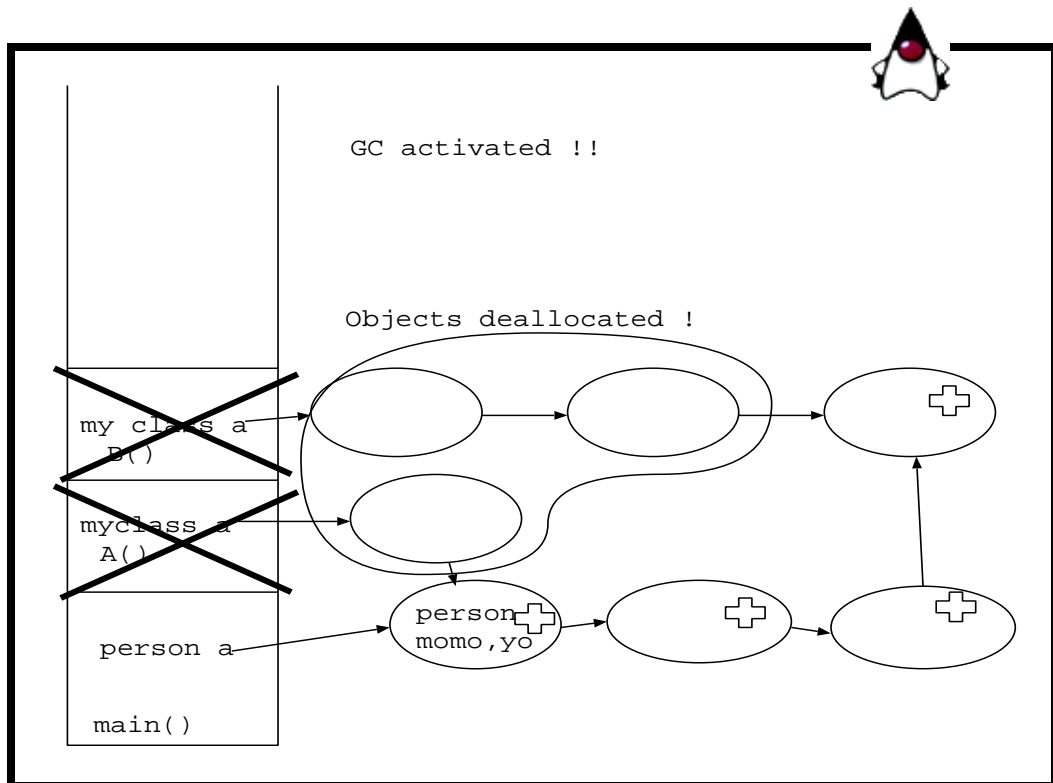 GC activated !!
Objects deallocated !
my class a
B()
myclass a
A()
person
momo,yo
person a
main()